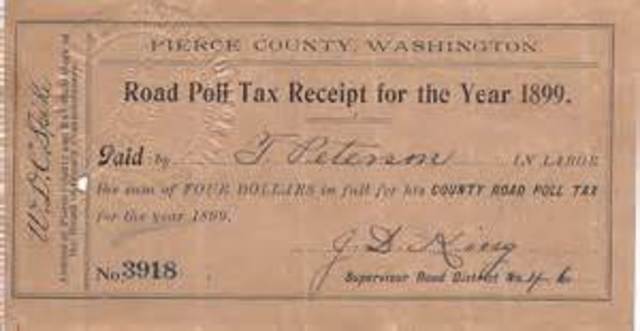 PIERCE COUNTY, WASHINGTON
Road Poll Tax Receipt for the Year 1899.
Paid by T. Peterson IN LABOR
the sum of FOUR DOLLARS in full for his COUNTY ROAD POLL TAX
for the year 1899.
J. D. King
No. 3918
Supervisor Road District No.